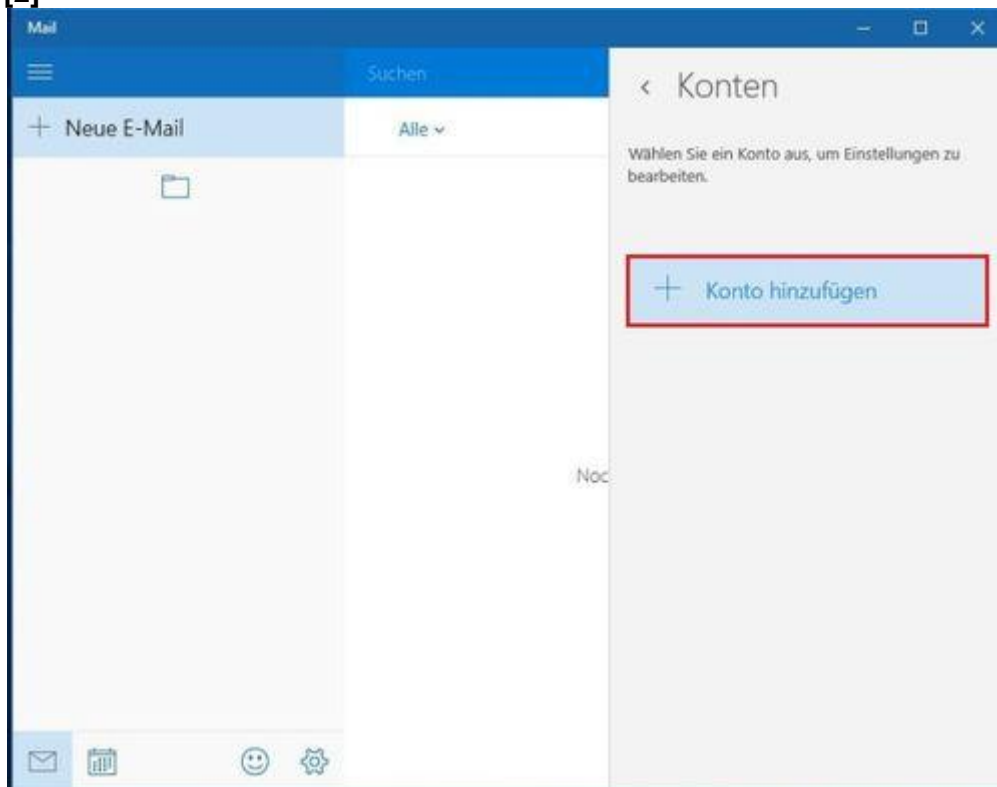 Mail
Suchen
Konten
Neue E-Mail
Alle
Wählen Sie ein Konto aus, um Einstellungen zu
bearbeiten.
Konto hinzufügen
Noc